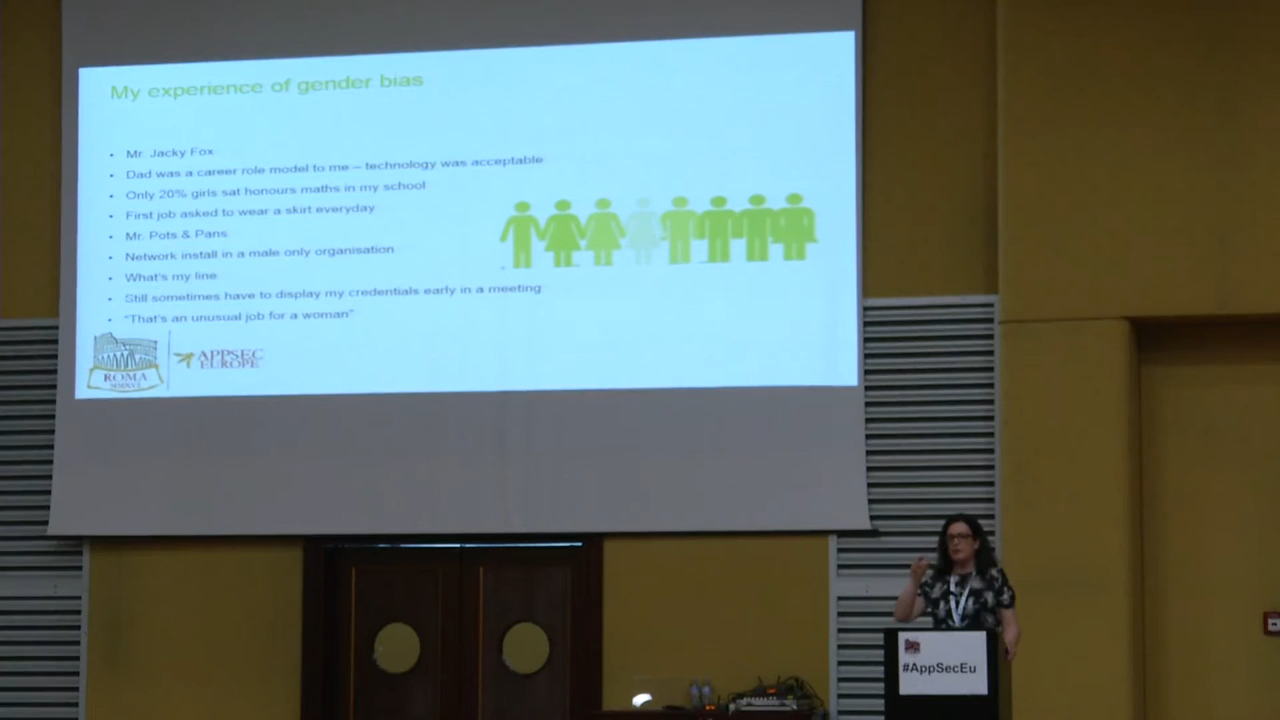 My experience of gender bias
• Mr. Jacky Fox
• Dad was a career role model to me – technology was acceptable
• Only 20% girls sat honours maths in my school
• First job asked to wear a skirt everyday
• Mr. Pots & Pans
• Network install in a male only organisation
• What's my line
• Still sometimes have to display my credentials early in a meeting
• "That's an unusual job for a woman"
ROMA
MMXVI
APPSEC
EUROPE
#AppSecEu